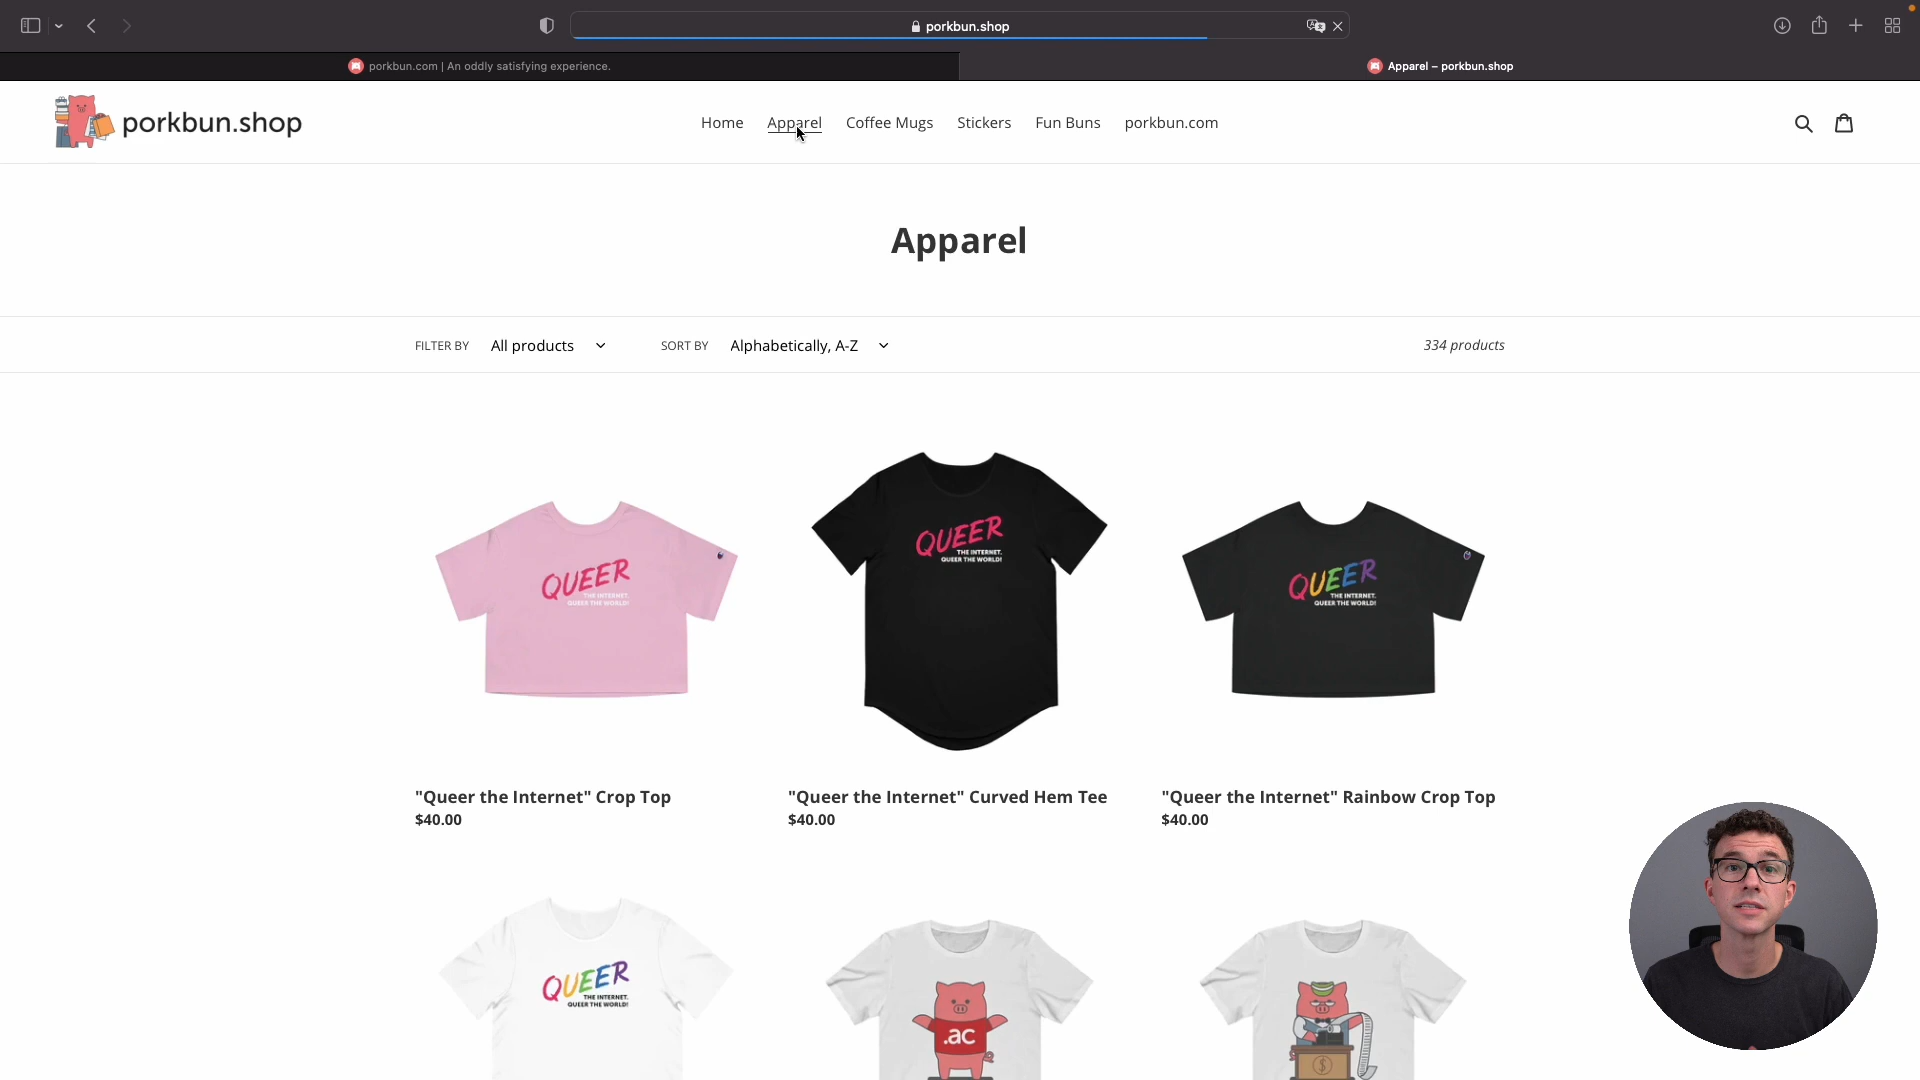 porkbun.shop
porkbun.com | An oddly satisfying experience.
Apparel – porkbun.shop
porkbun.shop
Home
Apparel
Coffee Mugs
Stickers
Fun Buns
porkbun.com
Apparel
FILTER BY
All products
SORT BY
Alphabetically, A-Z
334 products
QUEER
THE INTERNET.
QUEER THE WORLD!
QUEER
THE INTERNET.
QUEER THE WORLD!
QUEER
THE INTERNET.
QUEER THE WORLD!
"Queer the Internet" Crop Top
$40.00
"Queer the Internet" Curved Hem Tee
$40.00
"Queer the Internet" Rainbow Crop Top
$40.00
QUEER
THE INTERNET.
QUEER THE WORLD!
.ac
$